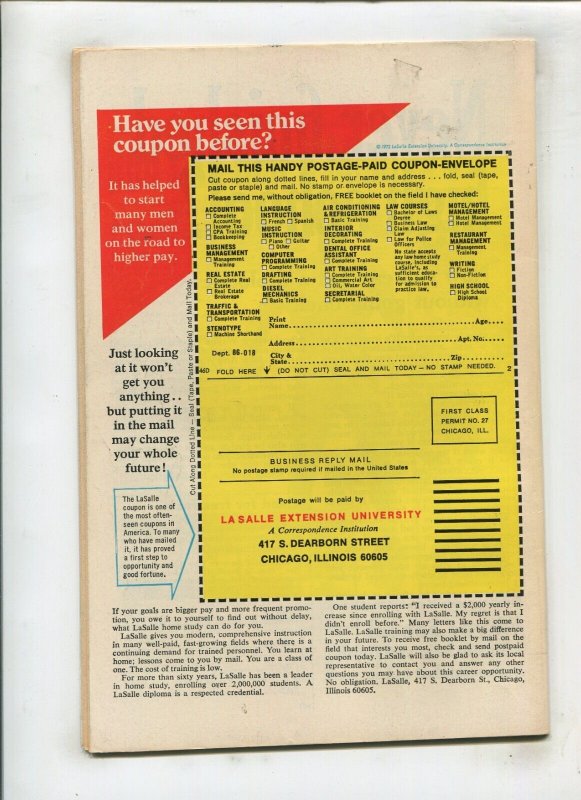 Have you seen this
coupon before?
© 1972 LaSalle Extension University, A Correspondence Institution
It has helped
to start
many men
and women
on the road to
higher pay.
MAIL THIS HANDY POSTAGE-PAID COUPON-ENVELOPE
Cut coupon along dotted lines, fill in your name and address . . . fold, seal (tape,
paste or staple) and mail. No stamp or envelope is necessary.
Please send me, without obligation, FREE booklet on the field I have checked:
ACCOUNTING
☐ Complete
Accounting
☐ Income Tax
☐ CPA Training
☐ Bookkeeping
BUSINESS
MANAGEMENT
☐ Management
Training
REAL ESTATE
☐ Complete Real
Estate
☐ Real Estate
Brokerage
TRAFFIC &
TRANSPORTATION
☐ Complete Training
STENOTYPE
☐ Machine Shorthand
LANGUAGE
INSTRUCTION
☐ French ☐ Spanish
MUSIC
INSTRUCTION
☐ Piano ☐ Guitar
☐ Other
COMPUTER
PROGRAMMING
☐ Complete Training
DRAFTING
☐ Complete Training
DIESEL
MECHANICS
☐ Basic Training
AIR CONDITIONING
& REFRIGERATION
☐ Basic Training
INTERIOR
DECORATING
☐ Complete Training
DENTAL OFFICE
ASSISTANT
☐ Complete Training
ART TRAINING
☐ Complete Training
☐ Commercial Art
☐ Oil, Water Color
SECRETARIAL
☐ Complete Training
LAW COURSES
☐ Bachelor of Laws
Degree
☐ Business Law
☐ Claim Adjusting
Law
☐ Law for Police
Officers
No state accepts
any law home study
course, including
LaSalle's, as
sufficient educa-
tion to qualify
for admission to
practice law.
MOTEL/HOTEL
MANAGEMENT
☐ Motel Management
☐ Hotel Management
RESTAURANT
MANAGEMENT
☐ Management
Training
WRITING
☐ Fiction
☐ Non-Fiction
HIGH SCHOOL
☐ High School
Diploma
Print
Name Age
Address Apt. No.
Dept. 86-018
City &
State Zip
46D FOLD HERE (DO NOT CUT) SEAL AND MAIL TODAY – NO STAMP NEEDED. 2
Cut Along Dotted Line — Seal (Tape, Paste or Staple) and Mail Today.
Just looking
at it won't
get you
anything . .
but putting it
in the mail
may change
your whole
future!
The LaSalle
coupon is one of
the most often-
seen coupons in
America. To many
who have mailed
it, it has proved
a first step to
opportunity and
good fortune.
FIRST CLASS
PERMIT NO. 27
CHICAGO, ILL.
BUSINESS REPLY MAIL
No postage stamp required if mailed in the United States
Postage will be paid by
LA SALLE EXTENSION UNIVERSITY
A Correspondence Institution
417 S. DEARBORN STREET
CHICAGO, ILLINOIS 60605
If your goals are bigger pay and more frequent promo-
tion, you owe it to yourself to find out without delay,
what LaSalle home study can do for you.
LaSalle gives you modern, comprehensive instruction
in many well-paid, fast-growing fields where there is a
continuing demand for trained personnel. You learn at
home; lessons come to you by mail. You are a class of
one. The cost of training is low.
For more than sixty years, LaSalle has been a leader
in home study, enrolling over 2,000,000 students. A
LaSalle diploma is a respected credential.
One student reports: "I received a $2,000 yearly in-
crease since enrolling with LaSalle. My regret is that I
didn't enroll before." Many letters like this come to
LaSalle. LaSalle training may also make a big difference
in your future. To receive free booklet by mail on the
field that interests you most, check and send postpaid
coupon today. LaSalle will also be glad to ask its local
representative to contact you and answer any other
questions you may have about this career opportunity.
No obligation. LaSalle, 417 S. Dearborn St., Chicago,
Illinois 60605.